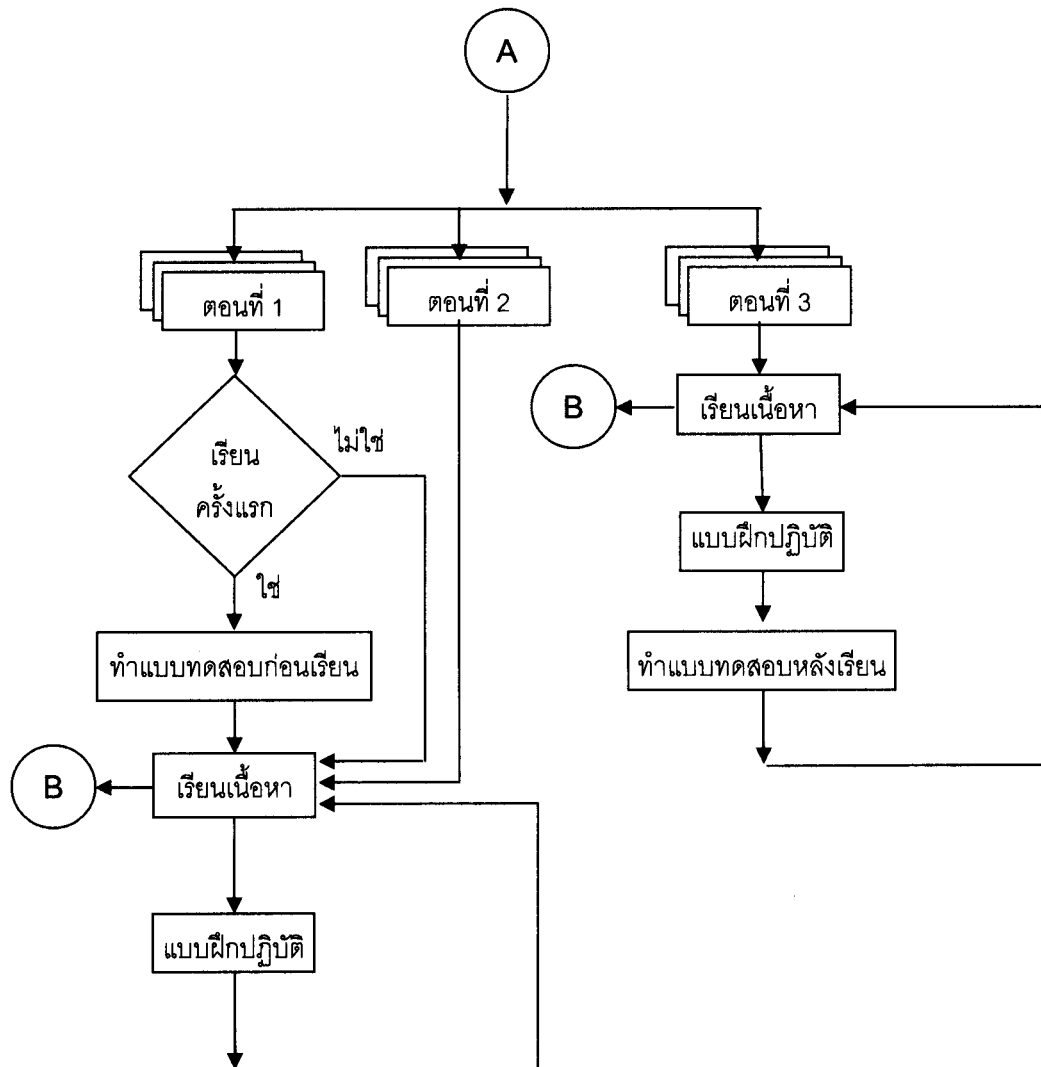 A
ตอนที่ 1
ตอนที่ 2
ตอนที่ 3
เรียน
ครั้งแรก
ไม่ใช่
ใช่
B
เรียนเนื้อหา
แบบฝึกปฏิบัติ
ทำแบบทดสอบหลังเรียน
ทำแบบทดสอบก่อนเรียน
B
เรียนเนื้อหา
แบบฝึกปฏิบัติ